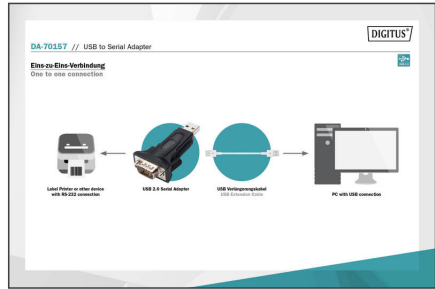 DIGITUS®
DA-70157 // USB to Serial Adapter
Eins-zu-Eins-Verbindung
One to one connection
Label Printer or other device
with RS-232 connection
USB 2.0 Serial Adapter
USB Verlängerungskabel
USB Extension Cable
PC with USB connection